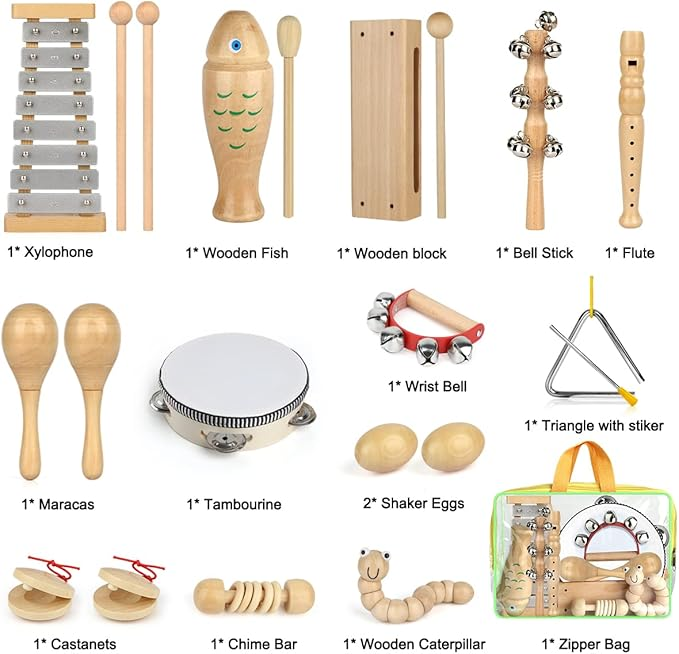 1* Xylophone
1* Wooden Fish
1* Wooden block
1* Bell Stick
1* Flute
1* Wrist Bell
1* Triangle with stiker
1* Maracas
1* Tambourine
2* Shaker Eggs
1* Castanets
1* Chime Bar
1* Wooden Caterpillar
1* Zipper Bag